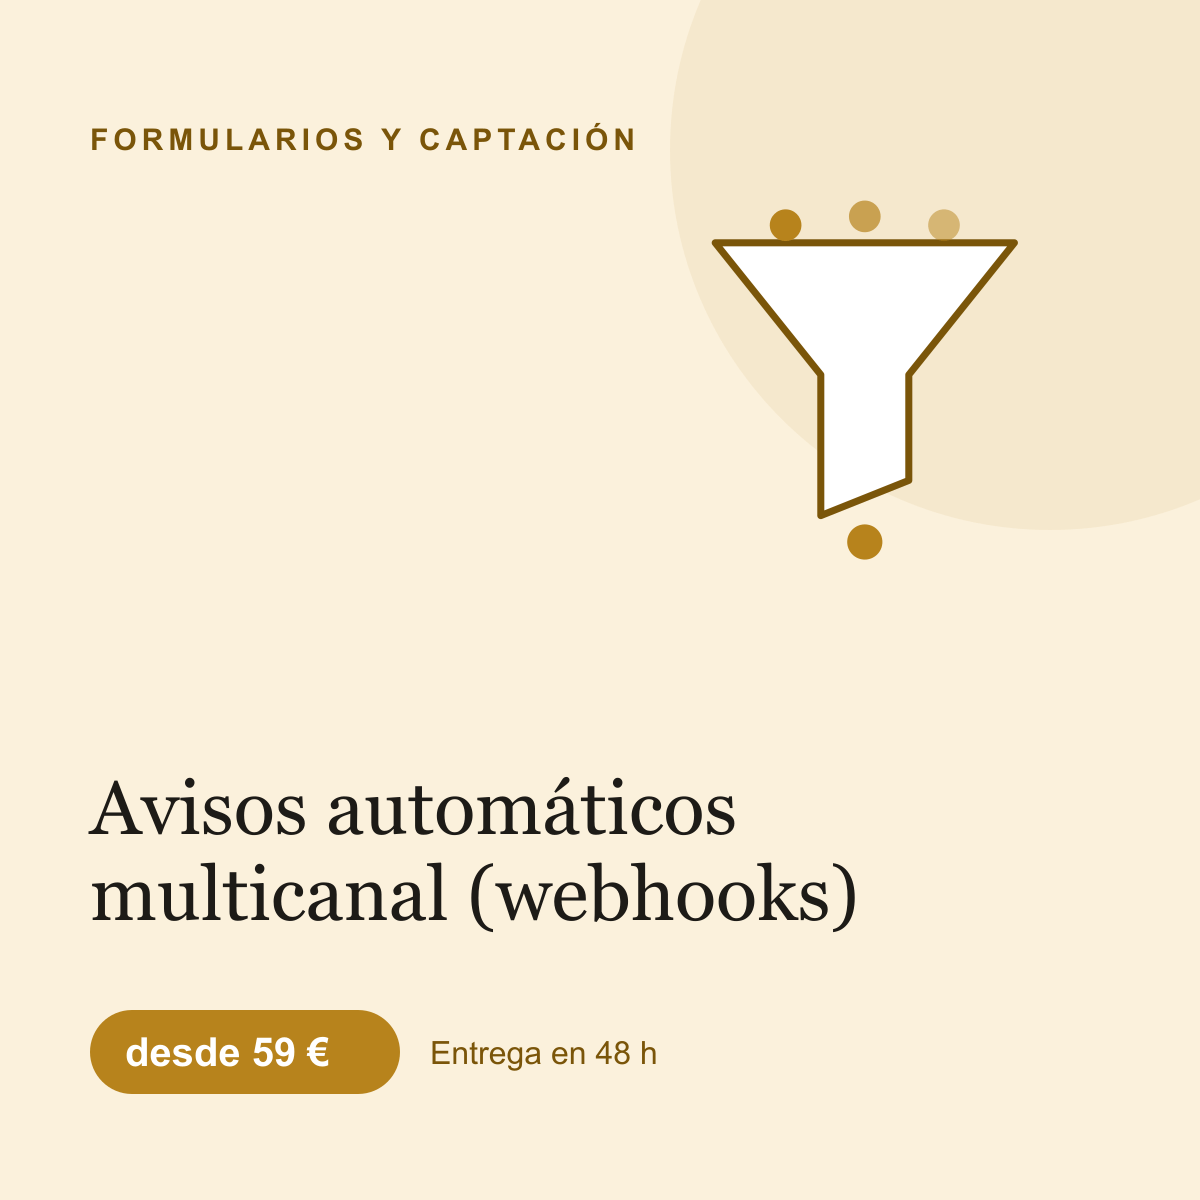 FORMULARIOS Y CAPTACIÓN
Avisos automáticos
multicanal (webhooks)
desde 59 €
Entrega en 48 h